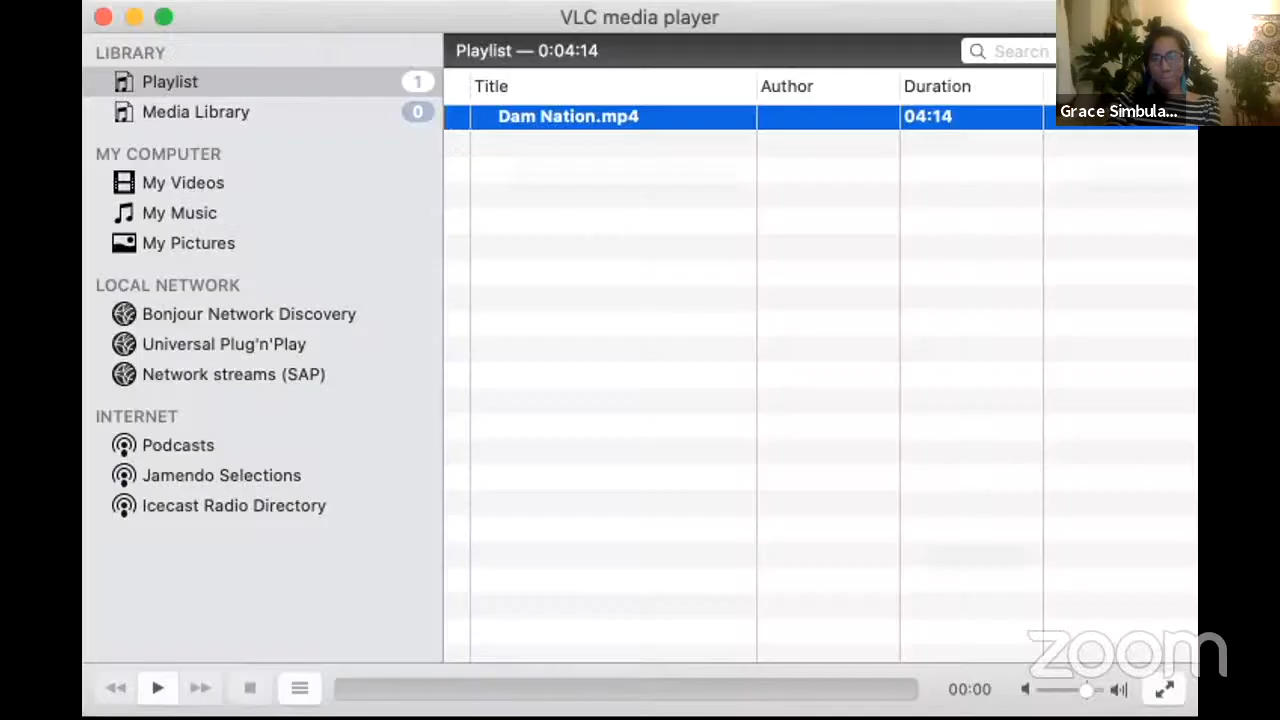 VLC media player
LIBRARY
Playlist 1
Media Library 0
MY COMPUTER
My Videos
My Music
My Pictures
LOCAL NETWORK
Bonjour Network Discovery
Universal Plug'n'Play
Network streams (SAP)
INTERNET
Podcasts
Jamendo Selections
Icecast Radio Directory
Playlist — 0:04:14
Search
Title Author Duration
Dam Nation.mp4 04:14
Grace Simbula...
00:00
zoom